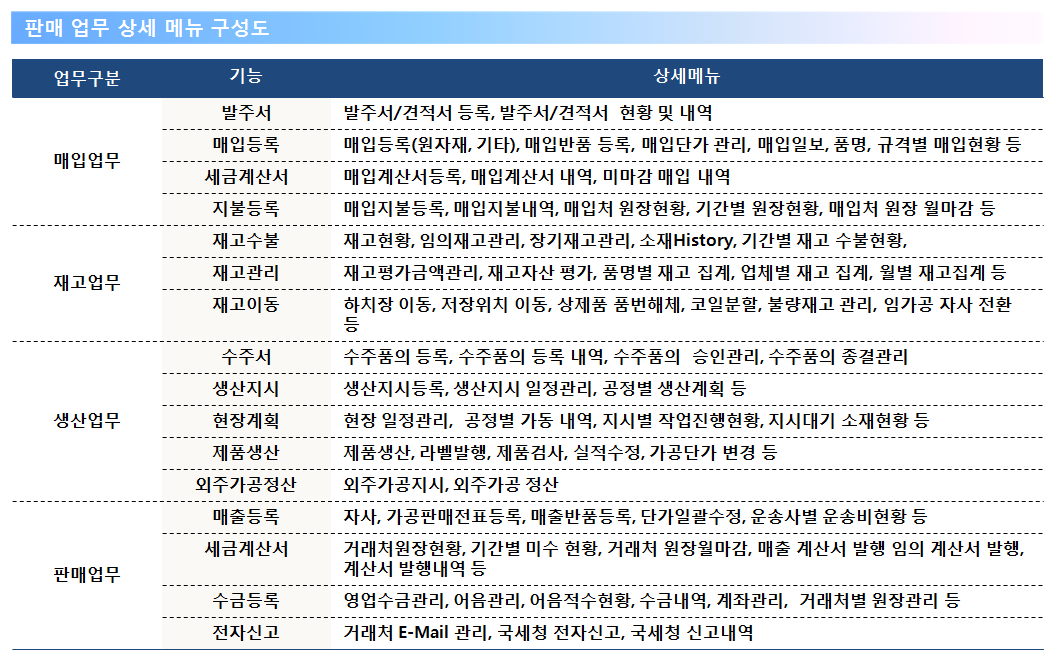 판매 업무 상세 메뉴 구성도
업무구분 기능 상세메뉴
매입업무
발주서 발주서/견적서 등록, 발주서/견적서 현황 및 내역
매입등록 매입등록(원자재, 기타), 매입반품 등록, 매입단가 관리, 매입일보, 품명, 규격별 매입현황 등
세금계산서 매입계산서등록, 매입계산서 내역, 미마감 매입 내역
지불등록 매입지불등록, 매입지불내역, 매입처 원장현황, 기간별 원장현황, 매입처 원장 월마감 등
재고업무
재고수불 재고현황, 임의재고관리, 장기재고관리, 소재History, 기간별 재고 수불현황,
재고관리 재고평가금액관리, 재고자산 평가, 품명별 재고 집계, 업체별 재고 집계, 월별 재고집계 등
재고이동 하치장 이동, 저장위치 이동, 상제품 품번해체, 코일분할, 불량재고 관리, 임가공 자사 전환
등
생산업무
수주서 수주품의 등록, 수주품의 등록 내역, 수주품의 승인관리, 수주품의 종결관리
생산지시 생산지시등록, 생산지시 일정관리, 공정별 생산계획 등
현장계획 현장 일정관리, 공정별 가동 내역, 지시별 작업진행현황, 지시대기 소재현황 등
제품생산 제품생산, 라벨발행, 제품검사, 실적수정, 가공단가 변경 등
외주가공정산 외주가공지시, 외주가공 정산
판매업무
매출등록 자사, 가공판매전표등록, 매출반품등록, 단가일괄수정, 운송사별 운송비현황 등
세금계산서 거래처원장현황, 기간별 미수 현황, 거래처 원장월마감, 매출 계산서 발행 임의 계산서 발행,
계산서 발행내역 등
수금등록 영업수금관리, 어음관리, 어음적수현황, 수금내역, 계좌관리, 거래처별 원장관리 등
전자신고 거래처 E-Mail 관리, 국세청 전자신고, 국세청 신고내역